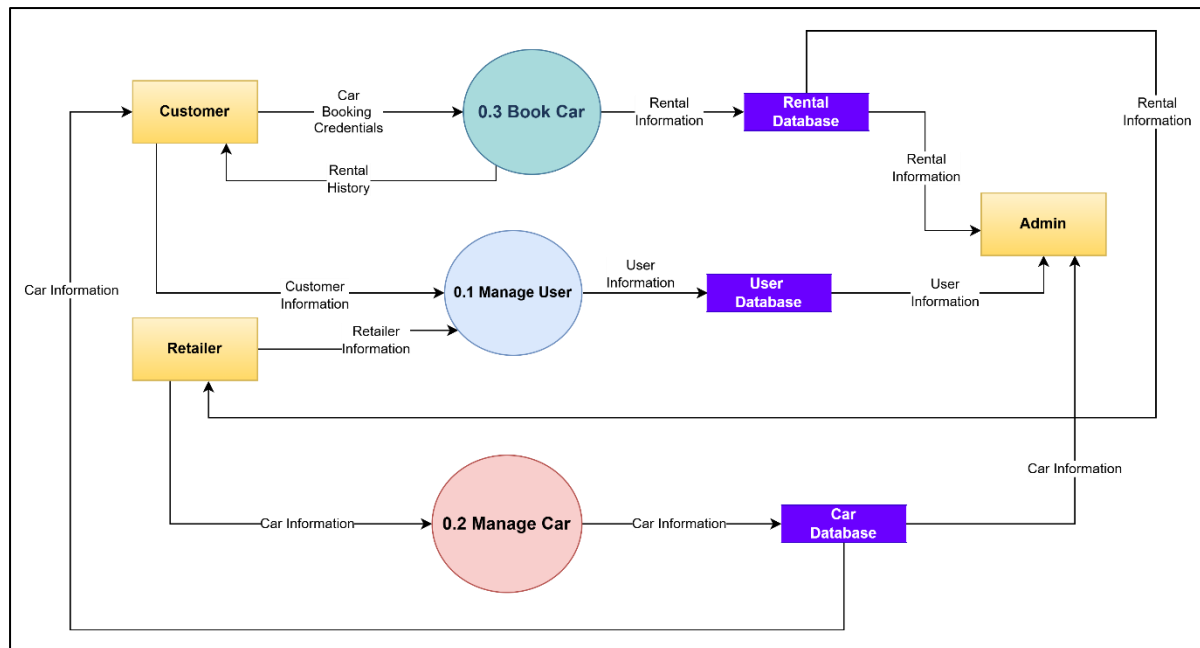 Customer
Car
Booking
Credentials
0.3 Book Car
Rental
Information
Rental
Database
Rental
Information
Rental
History
Rental
Information
Admin
Car Information
Customer
Information
0.1 Manage User
User
Information
User
Database
User
Information
Retailer
Retailer
Information
Car Information
0.2 Manage Car
Car Information
Car
Database
Car Information